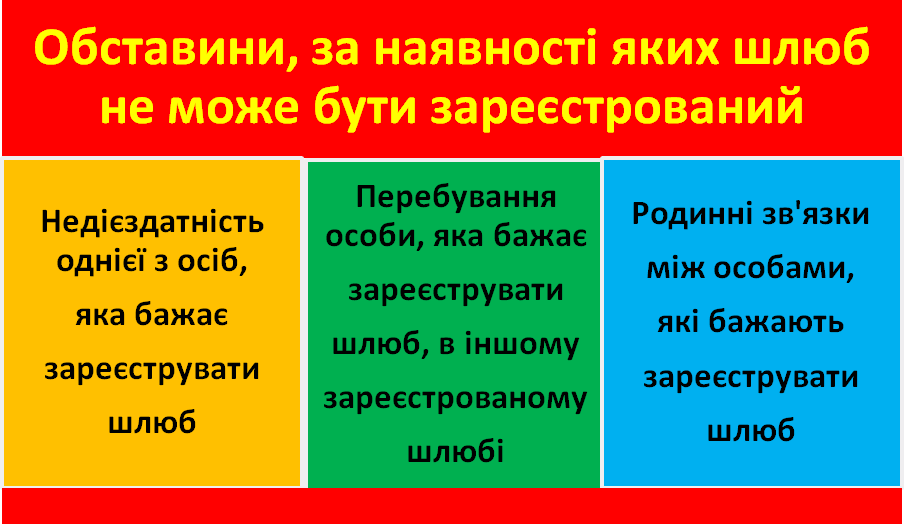 Обставини, за наявності яких шлюб
не може бути зареєстрований
Недієздатність
однієї з осіб,
яка бажає
зареєструвати
шлюб
Перебування
особи, яка бажає
зареєструвати
шлюб, в іншому
зареєстрованому
шлюбі
Родинні зв'язки
між особами,
які бажають
зареєструвати
шлюб